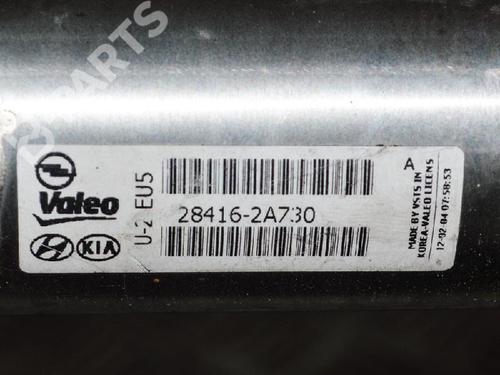 Valeo
KIA
U-2 EU5
28416-2A730
A
MADE BY VSTS IN
KOREA-VALEO LICENS
12-02-04 07:58:53